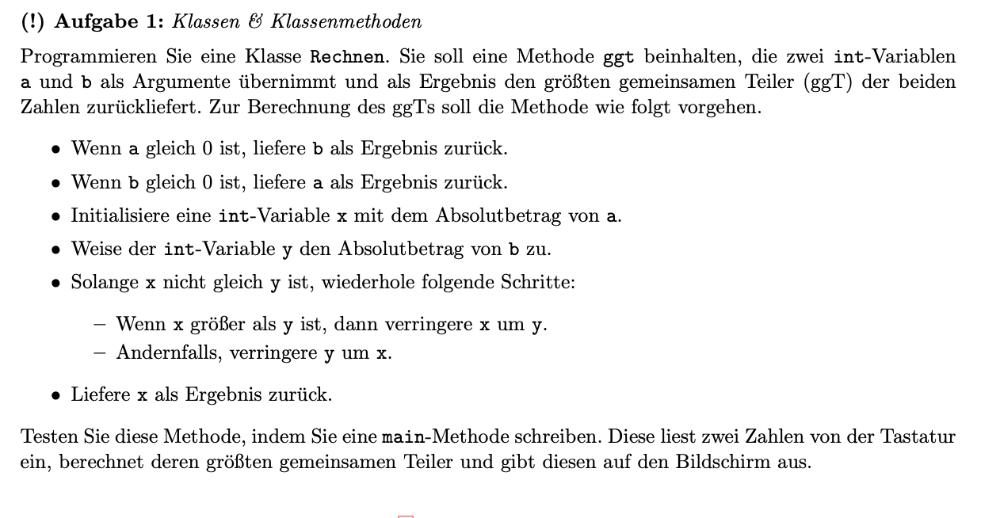 (!) Aufgabe 1: Klassen & Klassenmethoden
Programmieren Sie eine Klasse Rechnen. Sie soll eine Methode ggt beinhalten, die zwei int-Variablen
a und b als Argumente übernimmt und als Ergebnis den größten gemeinsamen Teiler (ggT) der beiden
Zahlen zurückliefert. Zur Berechnung des ggTs soll die Methode wie folgt vorgehen.
• Wenn a gleich 0 ist, liefere b als Ergebnis zurück.
• Wenn b gleich 0 ist, liefere a als Ergebnis zurück.
• Initialisiere eine int-Variable x mit dem Absolutbetrag von a.
• Weise der int-Variable y den Absolutbetrag von b zu.
• Solange x nicht gleich y ist, wiederhole folgende Schritte:
– Wenn x größer als y ist, dann verringere x um y.
– Andernfalls, verringere y um x.
• Liefere x als Ergebnis zurück.
Testen Sie diese Methode, indem Sie eine main-Methode schreiben. Diese liest zwei Zahlen von der Tastatur
ein, berechnet deren größten gemeinsamen Teiler und gibt diesen auf den Bildschirm aus.